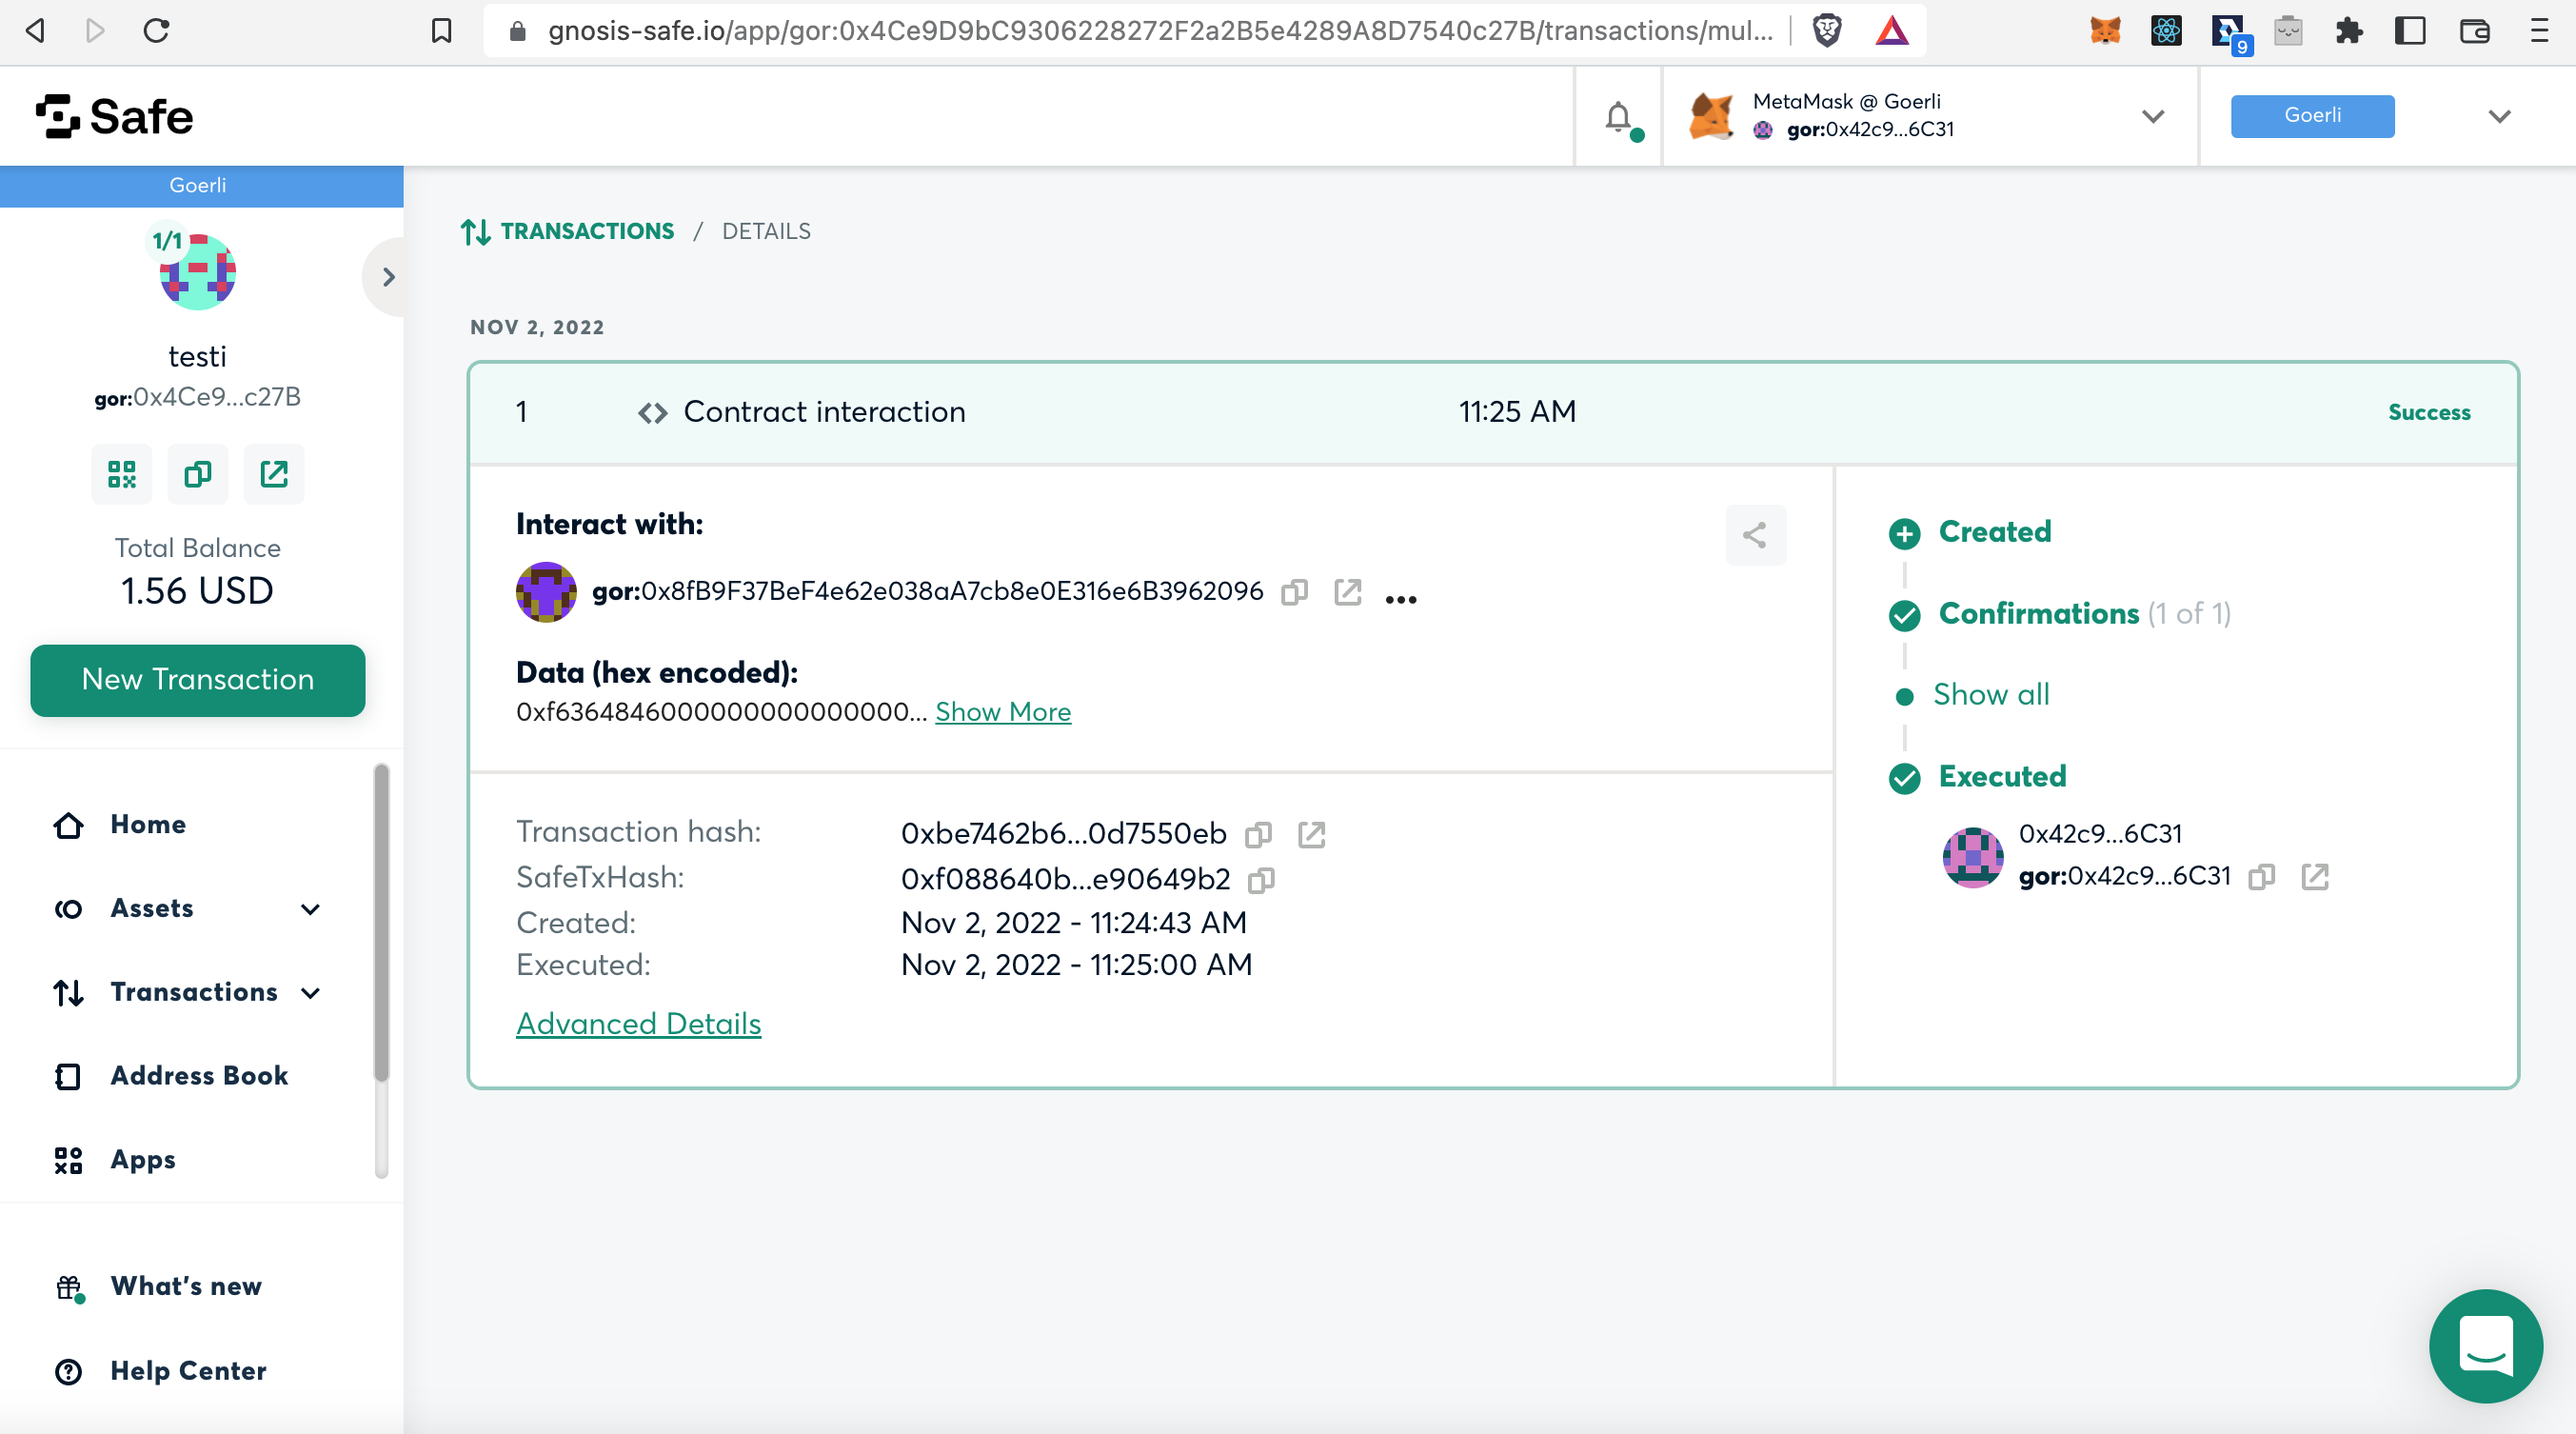 gnosis-safe.io/app/gor:0x4Ce9D9bC9306228272F2a2B5e4289A8D7540c27B/transactions/mul...
9
Safe
MetaMask @ Goerli
gor:0x42c9...6C31
Goerli
Goerli
1/1
testi
gor:0x4Ce9...c27B
Total Balance
1.56 USD
New Transaction
Home
Assets
Transactions
Address Book
Apps
What's new
Help Center
TRANSACTIONS / DETAILS
NOV 2, 2022
1 Contract interaction 11:25 AM Success
Interact with:
gor:0x8fB9F37BeF4e62e038aA7cb8e0E316e6B3962096
Data (hex encoded):
0xf6364846000000000000000... Show More
Transaction hash: 0xbe7462b6...0d7550eb
SafeTxHash: 0xf088640b...e90649b2
Created: Nov 2, 2022 - 11:24:43 AM
Executed: Nov 2, 2022 - 11:25:00 AM
Advanced Details
Created
Confirmations (1 of 1)
Show all
Executed
0x42c9...6C31
gor:0x42c9...6C31